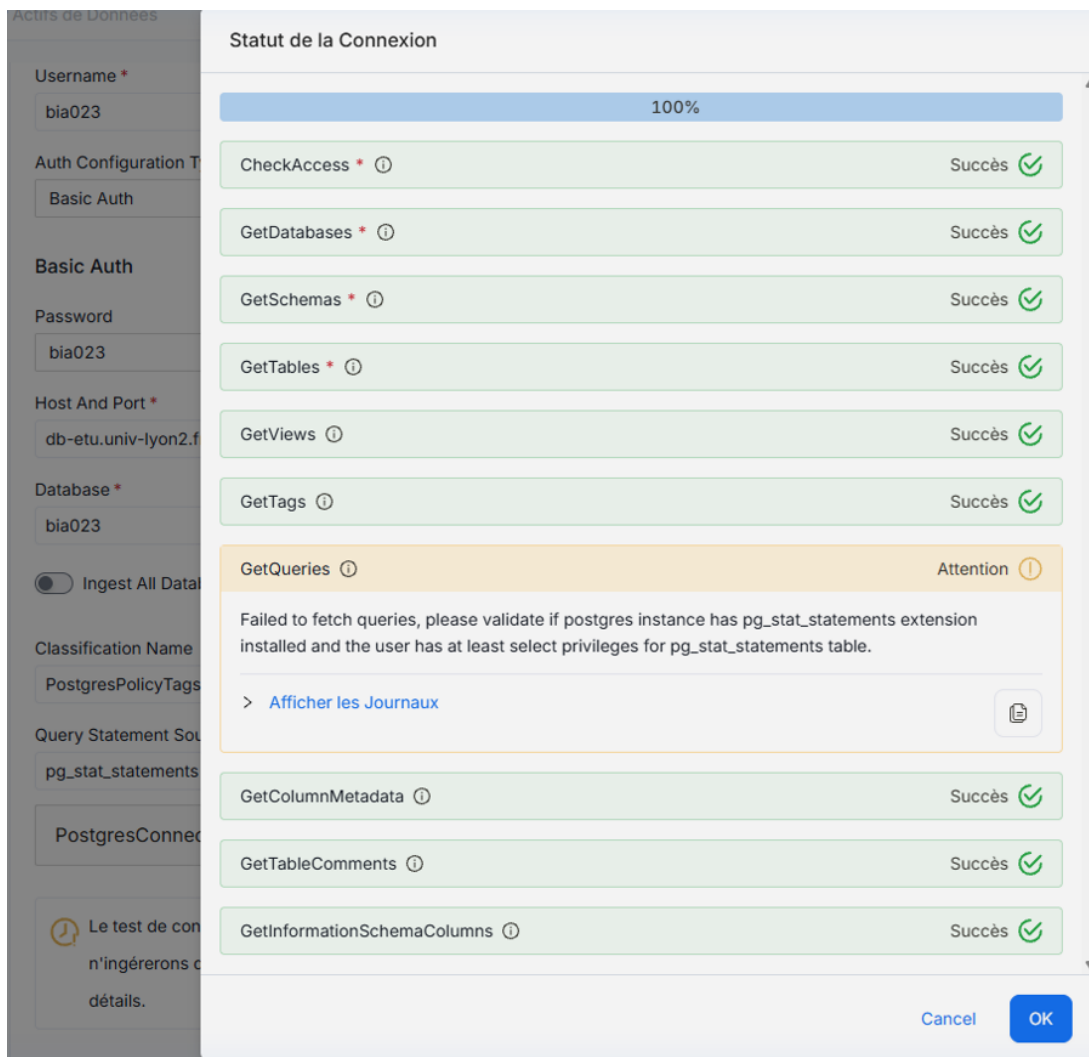 Actifs de Données
Statut de la Connexion
Username *
bia023
Auth Configuration T
Basic Auth
Basic Auth
Password
bia023
Host And Port *
db-etu.univ-lyon2.f
Database *
bia023
Ingest All Datab
Classification Name
PostgresPolicyTags
Query Statement Sou
pg_stat_statements
PostgresConnec
Le test de con
n'ingérerons d
détails.
100%
CheckAccess * Succès
GetDatabases * Succès
GetSchemas * Succès
GetTables * Succès
GetViews Succès
GetTags Succès
GetQueries Attention
Failed to fetch queries, please validate if postgres instance has pg_stat_statements extension
installed and the user has at least select privileges for pg_stat_statements table.
Afficher les Journaux
GetColumnMetadata Succès
GetTableComments Succès
GetInformationSchemaColumns Succès
Cancel OK